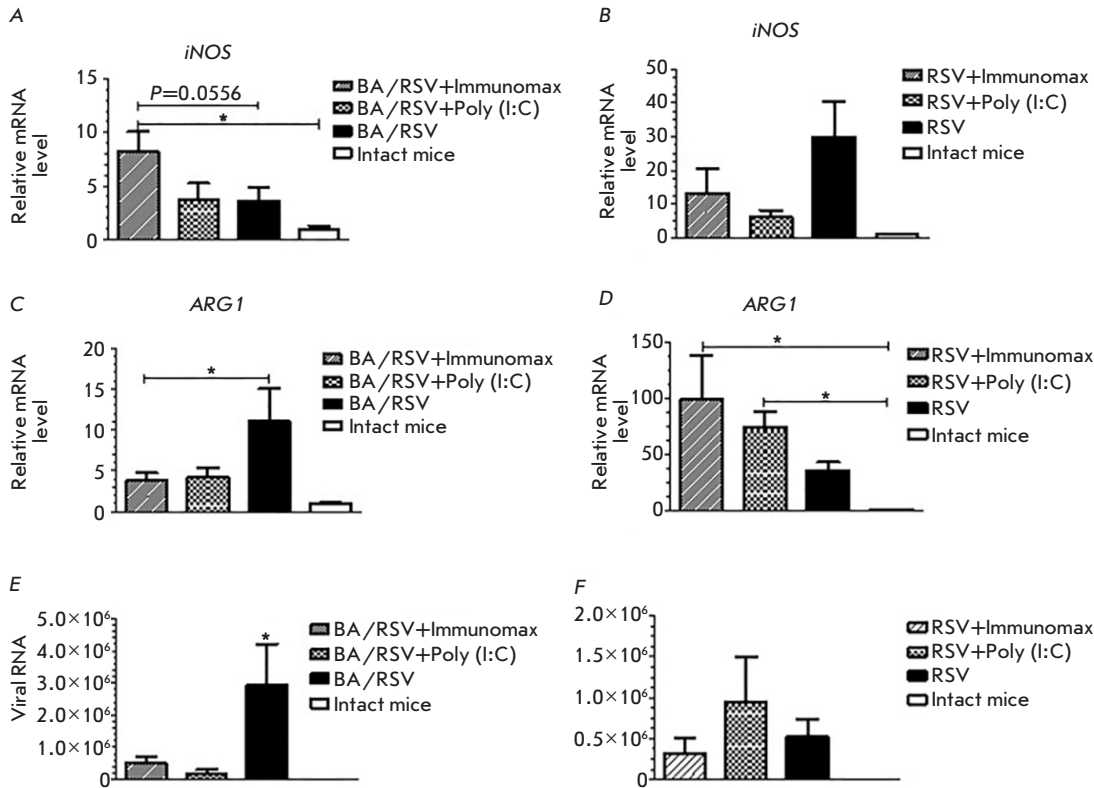 A
iNOS
Relative mRNA
level
15
10
5
0
P=0.0556
*
BA/RSV+Immunomax
BA/RSV+Poly (I:C)
BA/RSV
Intact mice
B
iNOS
Relative mRNA
level
50
40
30
20
10
0
RSV+Immunomax
RSV+Poly (I:C)
RSV
Intact mice
C
ARG1
Relative mRNA
level
20
15
10
5
0
*
BA/RSV+Immunomax
BA/RSV+Poly (I:C)
BA/RSV
Intact mice
D
ARG1
Relative mRNA
level
150
100
50
0
*
*
RSV+Immunomax
RSV+Poly (I:C)
RSV
Intact mice
E
Viral RNA
5.0×10⁶
4.0×10⁶
3.0×10⁶
2.0×10⁶
1.0×10⁶
0
*
BA/RSV+Immunomax
BA/RSV+Poly (I:C)
BA/RSV
Intact mice
F
2.0×10⁶
1.5×10⁶
1.0×10⁶
0.5×10⁶
0
RSV+Immunomax
RSV+Poly (I:C)
RSV
Intact mice